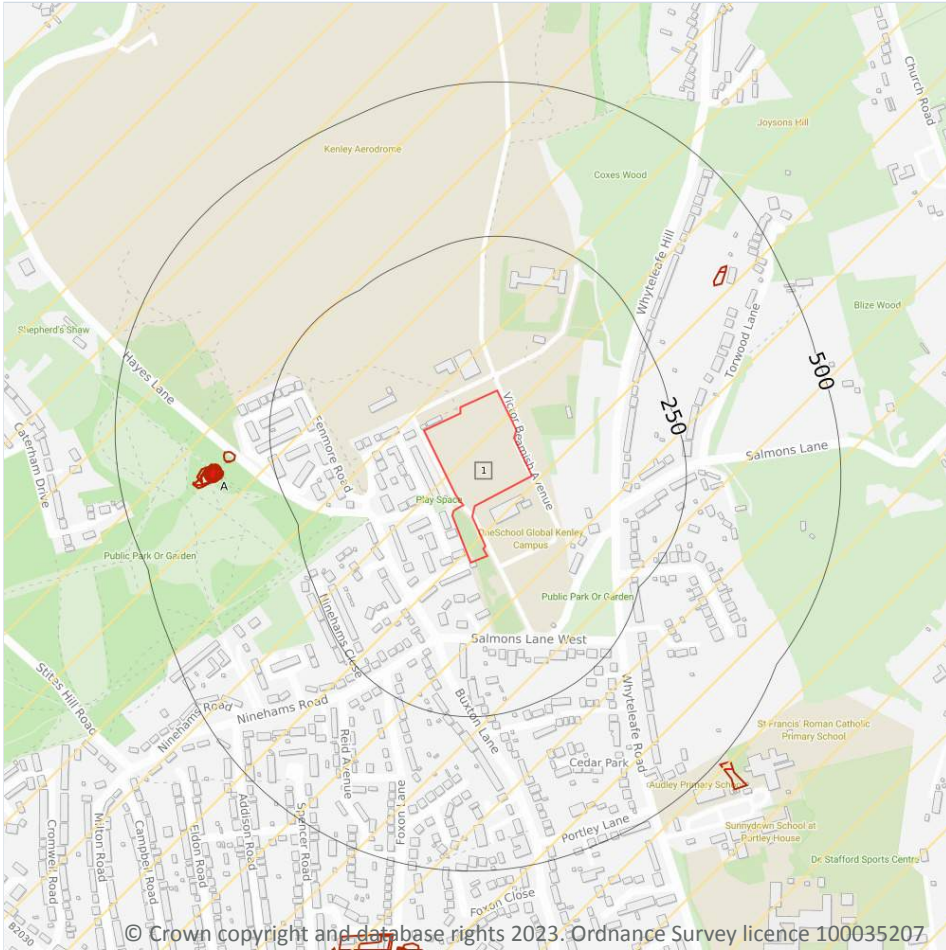 Church Road
Joysons Hill
Kenley Aerodrome
Coxes Wood
Whyteleafe Hill
Blize Wood
Shepherd's Shaw
Torwood Lane
Hayes Lane
500
250
Victor Beamish Avenue
Fenmore Road
Caterham Drive
Salmons Lane
1
A
Play Space
OneSchool Global Kenley
Campus
Public Park Or Garden
Public Park Or Garden
Ninehams Close
Salmons Lane West
Stites Hill Road
Whyteleafe Road
Buxton Lane
Ninehams Road
Ninehams Road
St Francis' Roman Catholic
Primary School
Reid Avenue
Cedar Park
Audley Primary School
Foxon Lane
Addison Road
Spencer Road
Portley Lane
Sunnydown School at
Portley House
Cromwell Road
Milton Road
Campbell Road
Eldon Road
De Stafford Sports Centre
Foxon Close
B2030
© Crown copyright and database rights 2023. Ordnance Survey licence 100035207.